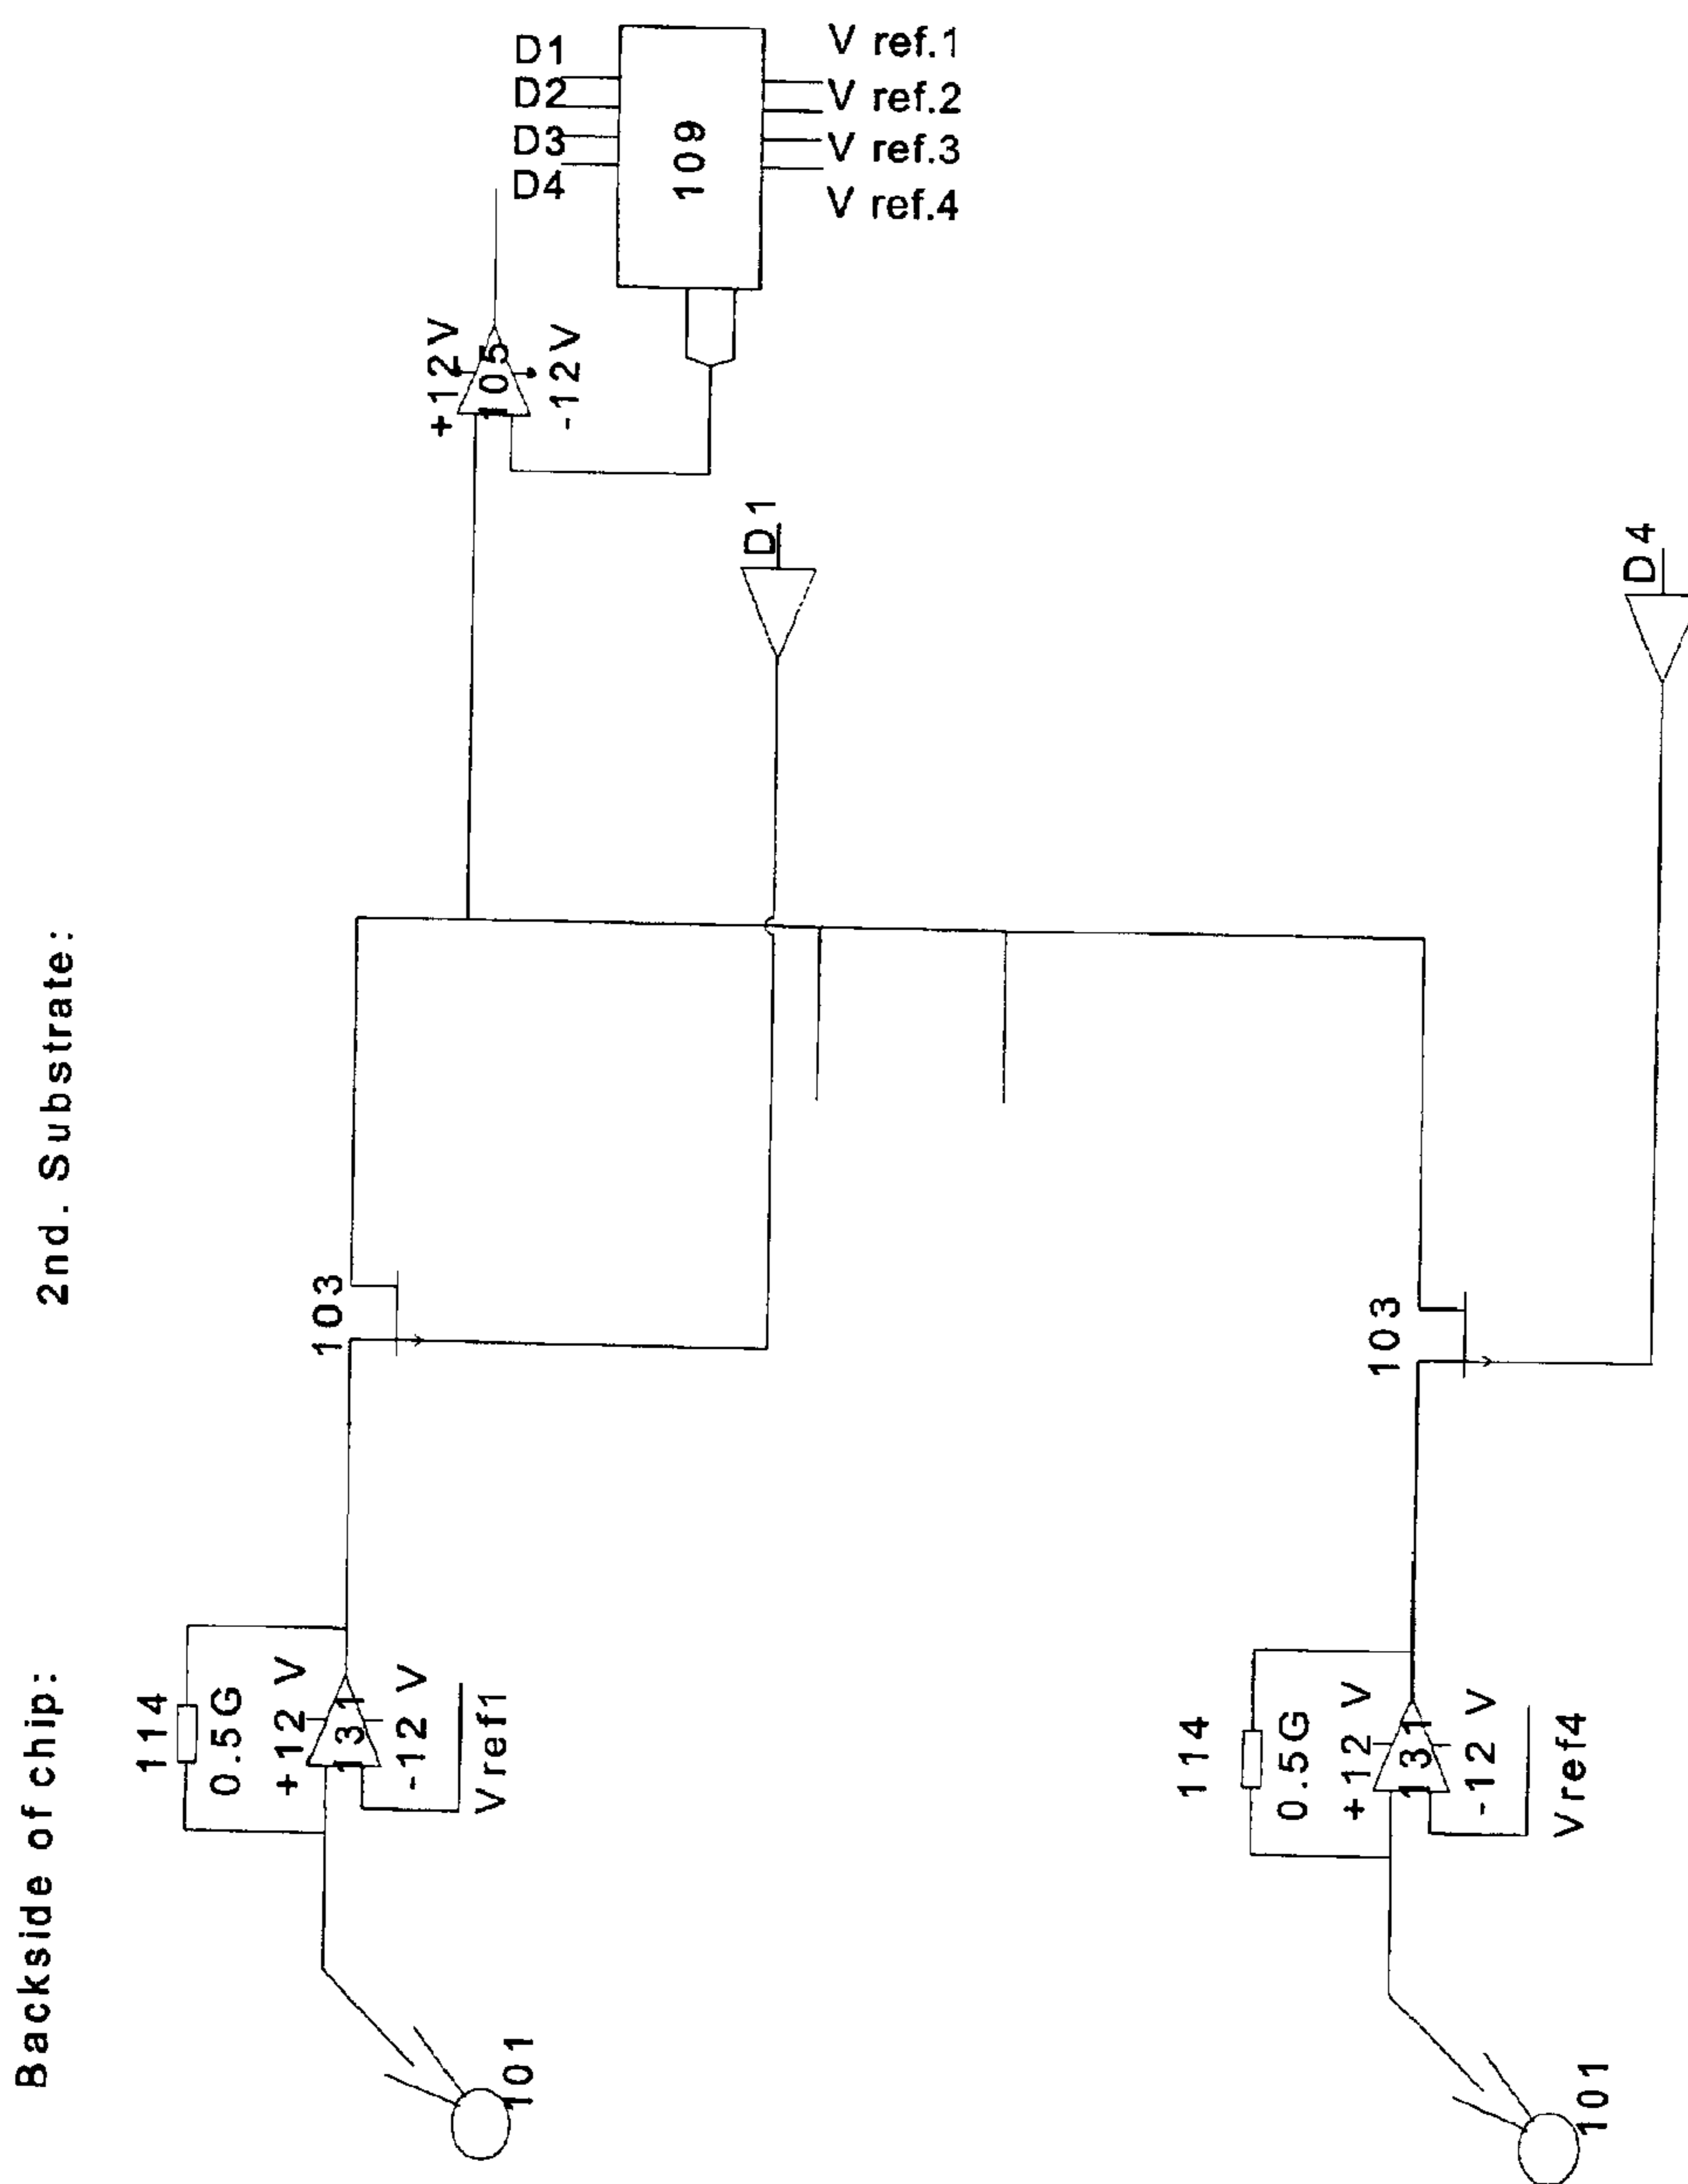 Backside of chip:
2nd. Substrate:
114
0.5G
+12 V
131
-12 V
Vref1
101
103
+12V
105
-12V
D1
D2
D3
D4
109
V ref.1
V ref.2
V ref.3
V ref.4
D1
114
0.5G
+12 V
131
-12 V
Vref4
101
103
D4